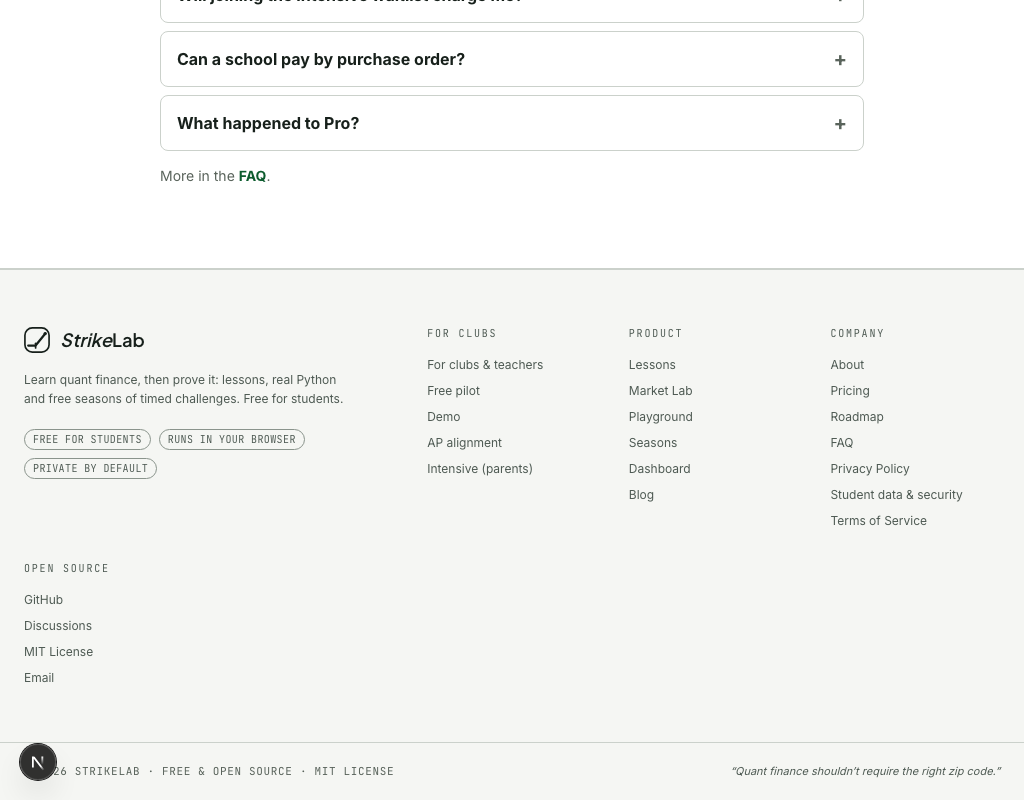 Can a school pay by purchase order?
+
What happened to Pro?
+
More in the FAQ.
StrikeLab
Learn quant finance, then prove it: lessons, real Python
and free seasons of timed challenges. Free for students.
FREE FOR STUDENTS
RUNS IN YOUR BROWSER
PRIVATE BY DEFAULT
FOR CLUBS
For clubs & teachers
Free pilot
Demo
AP alignment
Intensive (parents)
PRODUCT
Lessons
Market Lab
Playground
Seasons
Dashboard
Blog
COMPANY
About
Pricing
Roadmap
FAQ
Privacy Policy
Student data & security
Terms of Service
OPEN SOURCE
GitHub
Discussions
MIT License
Email
N
26 STRIKELAB · FREE & OPEN SOURCE · MIT LICENSE
“Quant finance shouldn’t require the right zip code.”